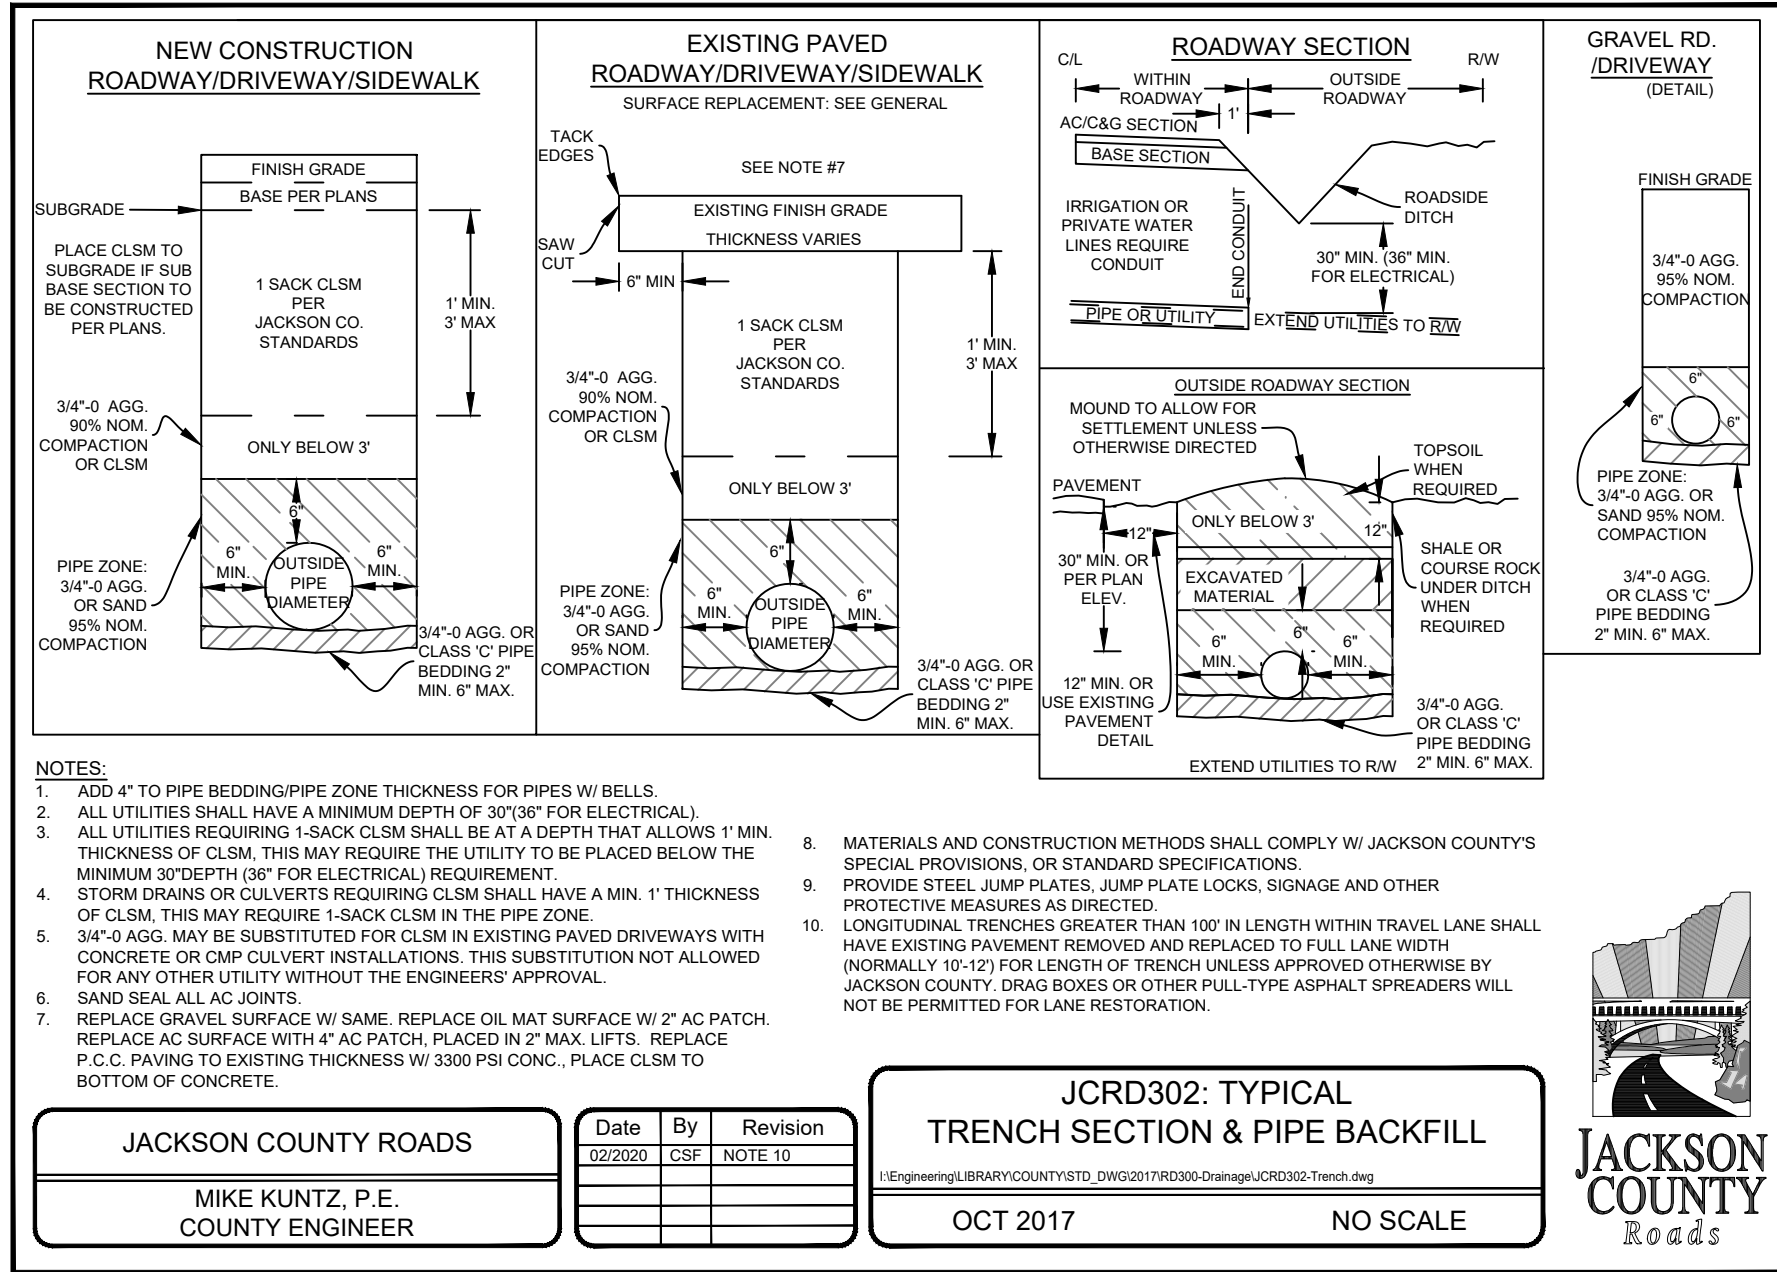 NEW CONSTRUCTION
ROADWAY/DRIVEWAY/SIDEWALK
FINISH GRADE
BASE PER PLANS
SUBGRADE
PLACE CLSM TO
SUBGRADE IF SUB
BASE SECTION TO
BE CONSTRUCTED
PER PLANS.
1 SACK CLSM
PER
JACKSON CO.
STANDARDS
1' MIN.
3' MAX
3/4"-0 AGG.
90% NOM.
COMPACTION
OR CLSM
ONLY BELOW 3'
6"
6"
MIN.
OUTSIDE
PIPE
DIAMETER
6"
MIN.
PIPE ZONE:
3/4"-0 AGG.
OR SAND
95% NOM.
COMPACTION
3/4"-0 AGG. OR
CLASS 'C' PIPE
BEDDING 2"
MIN. 6" MAX.
EXISTING PAVED
ROADWAY/DRIVEWAY/SIDEWALK
SURFACE REPLACEMENT: SEE GENERAL
TACK
EDGES
SEE NOTE #7
EXISTING FINISH GRADE
THICKNESS VARIES
SAW
CUT
6" MIN
1 SACK CLSM
PER
JACKSON CO.
STANDARDS
1' MIN.
3' MAX
3/4"-0 AGG.
90% NOM.
COMPACTION
OR CLSM
ONLY BELOW 3'
6"
6"
MIN.
OUTSIDE
PIPE
DIAMETER
6"
MIN.
PIPE ZONE:
3/4"-0 AGG.
OR SAND
95% NOM.
COMPACTION
3/4"-0 AGG. OR
CLASS 'C' PIPE
BEDDING 2"
MIN. 6" MAX.
ROADWAY SECTION
C/L
WITHIN
ROADWAY
OUTSIDE
ROADWAY
R/W
1'
AC/C&G SECTION
BASE SECTION
IRRIGATION OR
PRIVATE WATER
LINES REQUIRE
CONDUIT
END CONDUIT
ROADSIDE
DITCH
30" MIN. (36" MIN.
FOR ELECTRICAL)
PIPE OR UTILITY
EXTEND UTILITIES TO R/W
OUTSIDE ROADWAY SECTION
MOUND TO ALLOW FOR
SETTLEMENT UNLESS
OTHERWISE DIRECTED
TOPSOIL
WHEN
REQUIRED
PAVEMENT
ONLY BELOW 3'
12"
12"
30" MIN. OR
PER PLAN
ELEV.
EXCAVATED
MATERIAL
SHALE OR
COURSE ROCK
UNDER DITCH
WHEN
REQUIRED
6"
MIN.
6"
6"
MIN.
12" MIN. OR
USE EXISTING
PAVEMENT
DETAIL
3/4"-0 AGG.
OR CLASS 'C'
PIPE BEDDING
2" MIN. 6" MAX.
EXTEND UTILITIES TO R/W
GRAVEL RD.
/DRIVEWAY
(DETAIL)
FINISH GRADE
3/4"-0 AGG.
95% NOM.
COMPACTION
6"
6"
6"
PIPE ZONE:
3/4"-0 AGG. OR
SAND 95% NOM.
COMPACTION
3/4"-0 AGG.
OR CLASS 'C'
PIPE BEDDING
2" MIN. 6" MAX.
NOTES:
1. ADD 4" TO PIPE BEDDING/PIPE ZONE THICKNESS FOR PIPES W/ BELLS.
2. ALL UTILITIES SHALL HAVE A MINIMUM DEPTH OF 30"(36" FOR ELECTRICAL).
3. ALL UTILITIES REQUIRING 1-SACK CLSM SHALL BE AT A DEPTH THAT ALLOWS 1' MIN.
THICKNESS OF CLSM, THIS MAY REQUIRE THE UTILITY TO BE PLACED BELOW THE
MINIMUM 30"DEPTH (36" FOR ELECTRICAL) REQUIREMENT.
4. STORM DRAINS OR CULVERTS REQUIRING CLSM SHALL HAVE A MIN. 1' THICKNESS
OF CLSM, THIS MAY REQUIRE 1-SACK CLSM IN THE PIPE ZONE.
5. 3/4"-0 AGG. MAY BE SUBSTITUTED FOR CLSM IN EXISTING PAVED DRIVEWAYS WITH
CONCRETE OR CMP CULVERT INSTALLATIONS. THIS SUBSTITUTION NOT ALLOWED
FOR ANY OTHER UTILITY WITHOUT THE ENGINEERS' APPROVAL.
6. SAND SEAL ALL AC JOINTS.
7. REPLACE GRAVEL SURFACE W/ SAME. REPLACE OIL MAT SURFACE W/ 2" AC PATCH.
REPLACE AC SURFACE WITH 4" AC PATCH, PLACED IN 2" MAX. LIFTS. REPLACE
P.C.C. PAVING TO EXISTING THICKNESS W/ 3300 PSI CONC., PLACE CLSM TO
BOTTOM OF CONCRETE.
8. MATERIALS AND CONSTRUCTION METHODS SHALL COMPLY W/ JACKSON COUNTY'S
SPECIAL PROVISIONS, OR STANDARD SPECIFICATIONS.
9. PROVIDE STEEL JUMP PLATES, JUMP PLATE LOCKS, SIGNAGE AND OTHER
PROTECTIVE MEASURES AS DIRECTED.
10. LONGITUDINAL TRENCHES GREATER THAN 100' IN LENGTH WITHIN TRAVEL LANE SHALL
HAVE EXISTING PAVEMENT REMOVED AND REPLACED TO FULL LANE WIDTH
(NORMALLY 10'-12') FOR LENGTH OF TRENCH UNLESS APPROVED OTHERWISE BY
JACKSON COUNTY. DRAG BOXES OR OTHER PULL-TYPE ASPHALT SPREADERS WILL
NOT BE PERMITTED FOR LANE RESTORATION.
JACKSON COUNTY ROADS
MIKE KUNTZ, P.E.
COUNTY ENGINEER
Date By Revision
02/2020 CSF NOTE 10
JCRD302: TYPICAL
TRENCH SECTION & PIPE BACKFILL
I:\Engineering\LIBRARY\COUNTY\STD_DWG\2017\RD300-Drainage\JCRD302-Trench.dwg
OCT 2017 NO SCALE
JACKSON
COUNTY
Roads